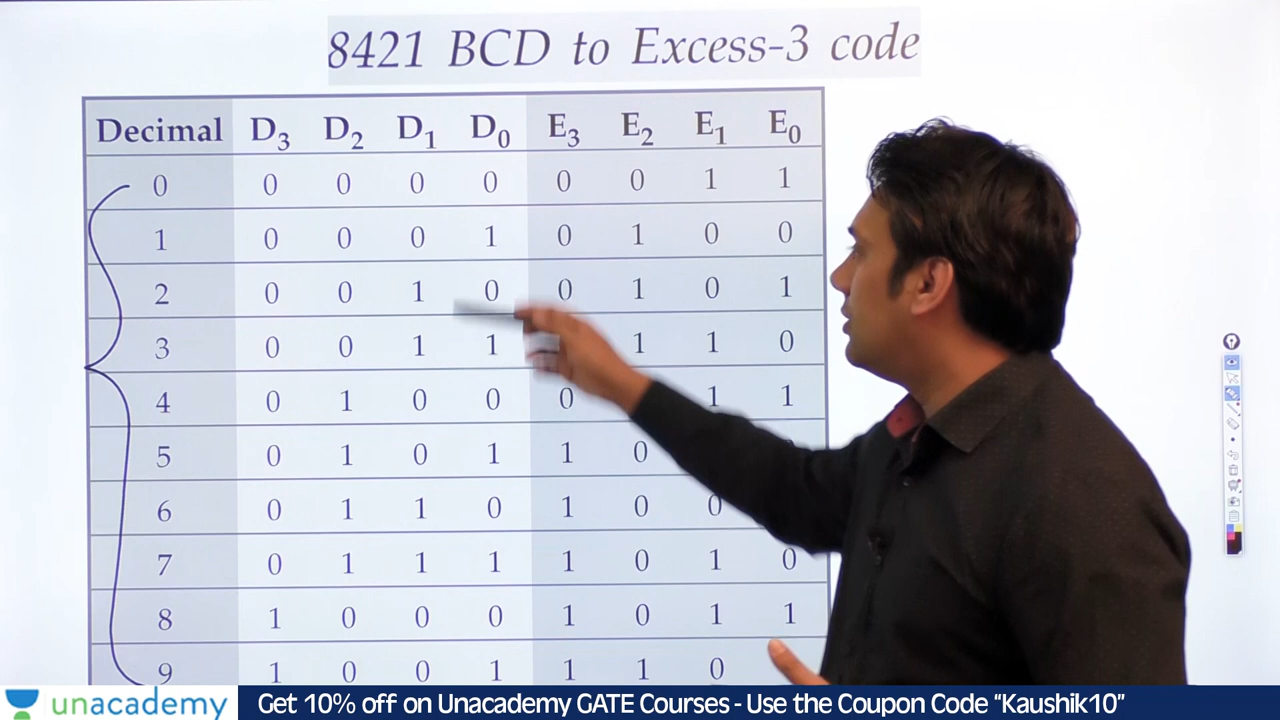 8421 BCD to Excess-3 code
Decimal D₃ D₂ D₁ D₀ E₃ E₂ E₁ E₀
0 0 0 0 0 0 0 1 1
1 0 0 0 1 0 1 0 0
2 0 0 1 0 0 1 0 1
3 0 0 1 1 1 1 0
4 0 1 0 0 0 1 1
5 0 1 0 1 1 0
6 0 1 1 0 1 0 0
7 0 1 1 1 1 0 1 0
8 1 0 0 0 1 0 1 1
9 1 0 0 1 1 1 0
unacademy
Get 10% off on Unacademy GATE Courses - Use the Coupon Code “Kaushik10”